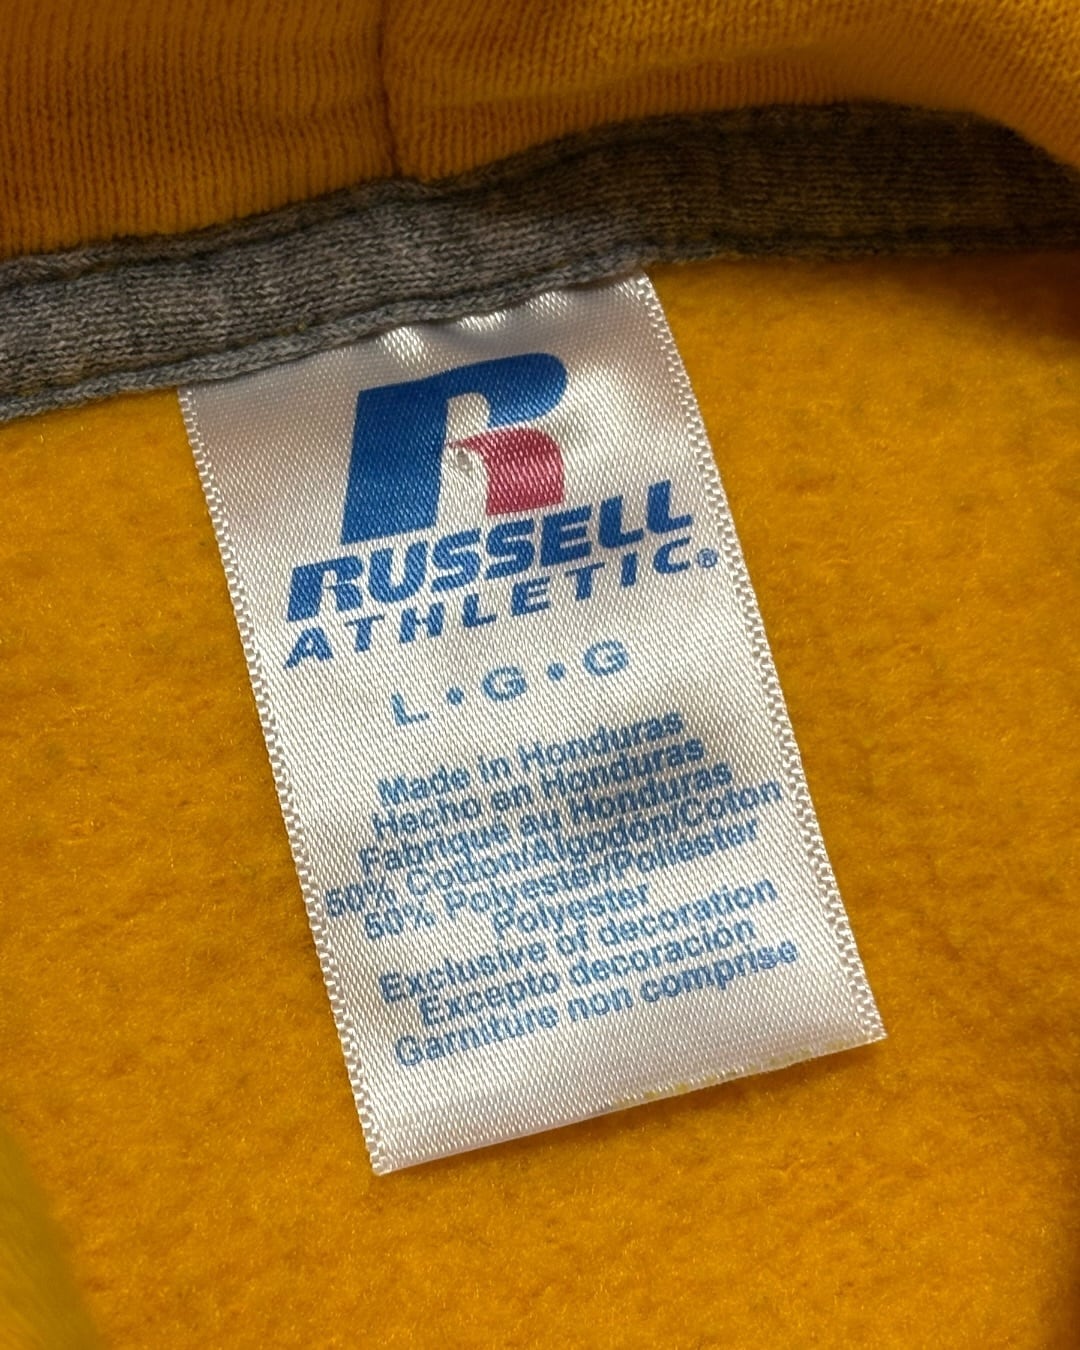 R
RUSSELL
ATHLETIC®
L • G • G
Made in Honduras
Hecho en Honduras
Fabriqué au Honduras
50% Cotton/Algodón/Coton
50% Polyester/Poliester
Polyester
Exclusive of decoration
Excepto decoración
Garniture non comprise